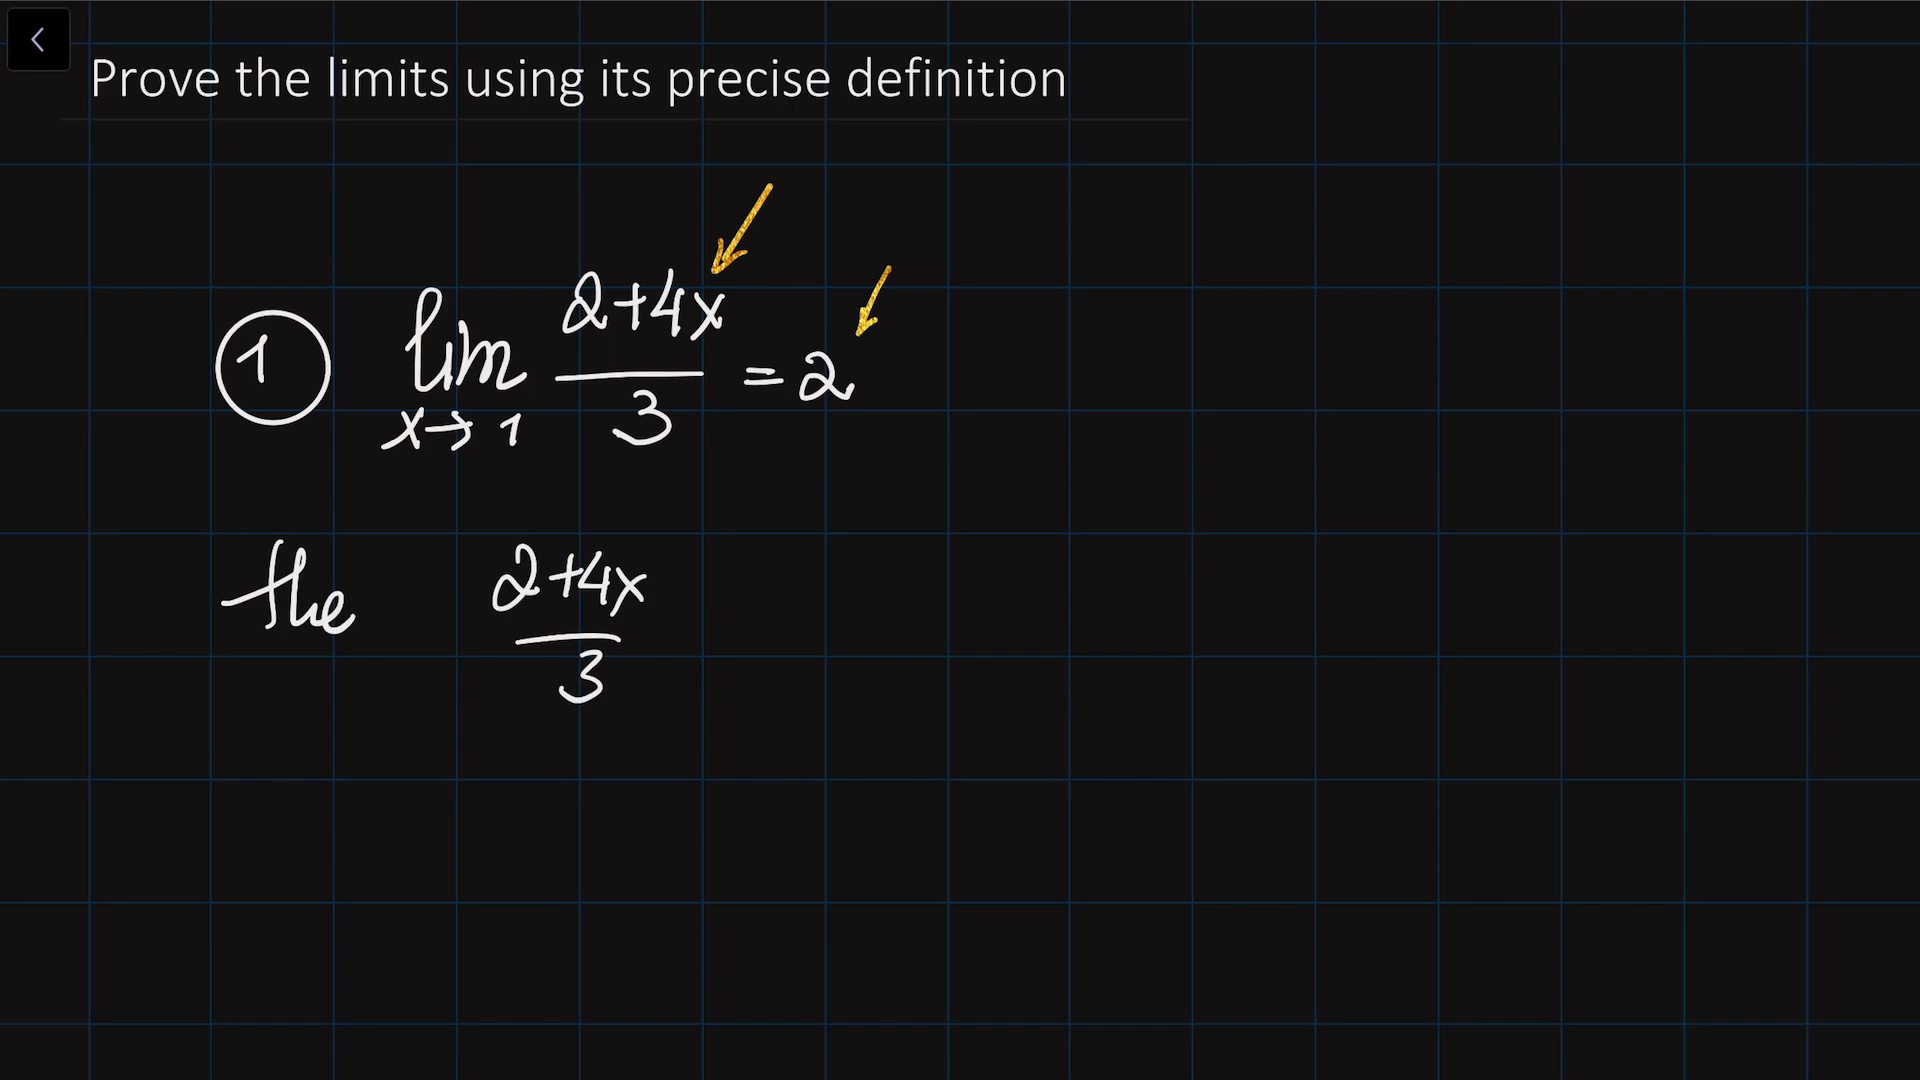 Prove the limits using its precise definition
① lim x→1 (2+4x)/3 = 2
the (2+4x)/3